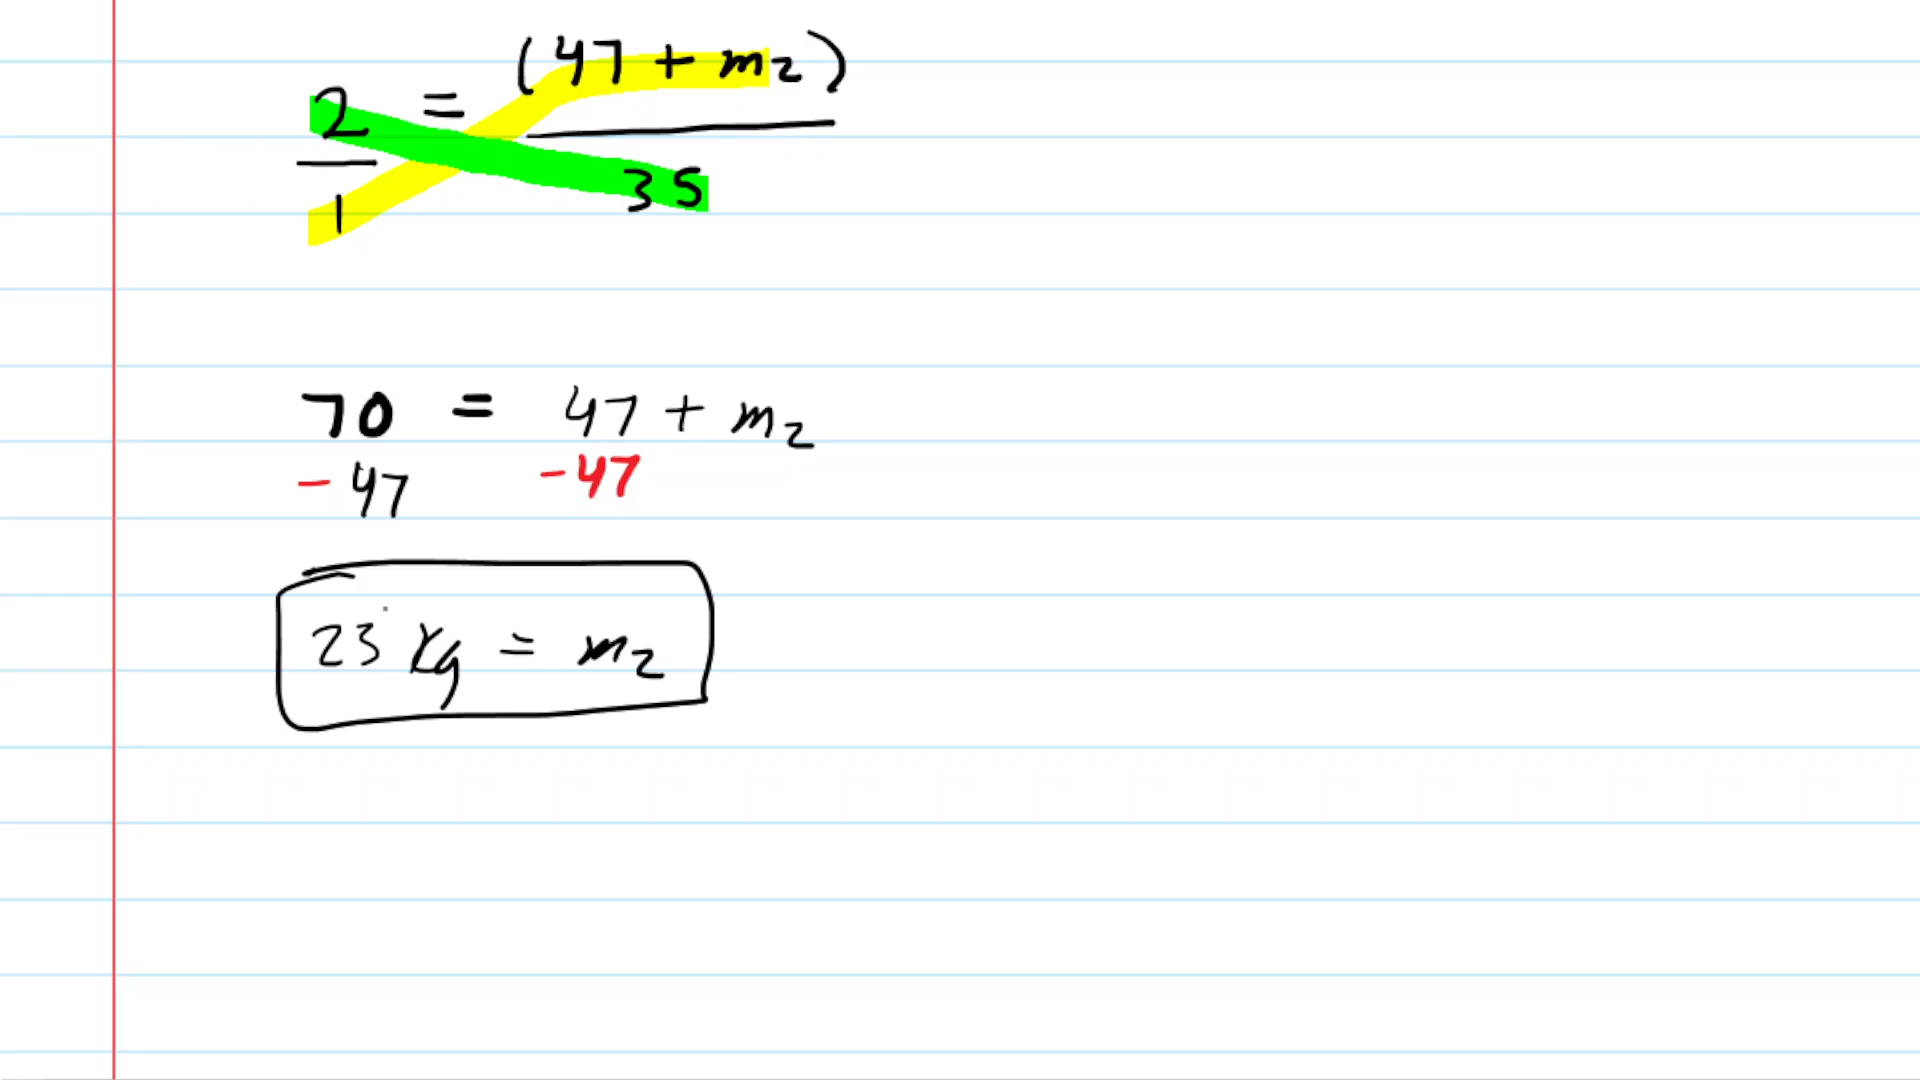 2/1 = (47 + m₂)/35
70 = 47 + m₂
- 47 -47
23 kg = m₂